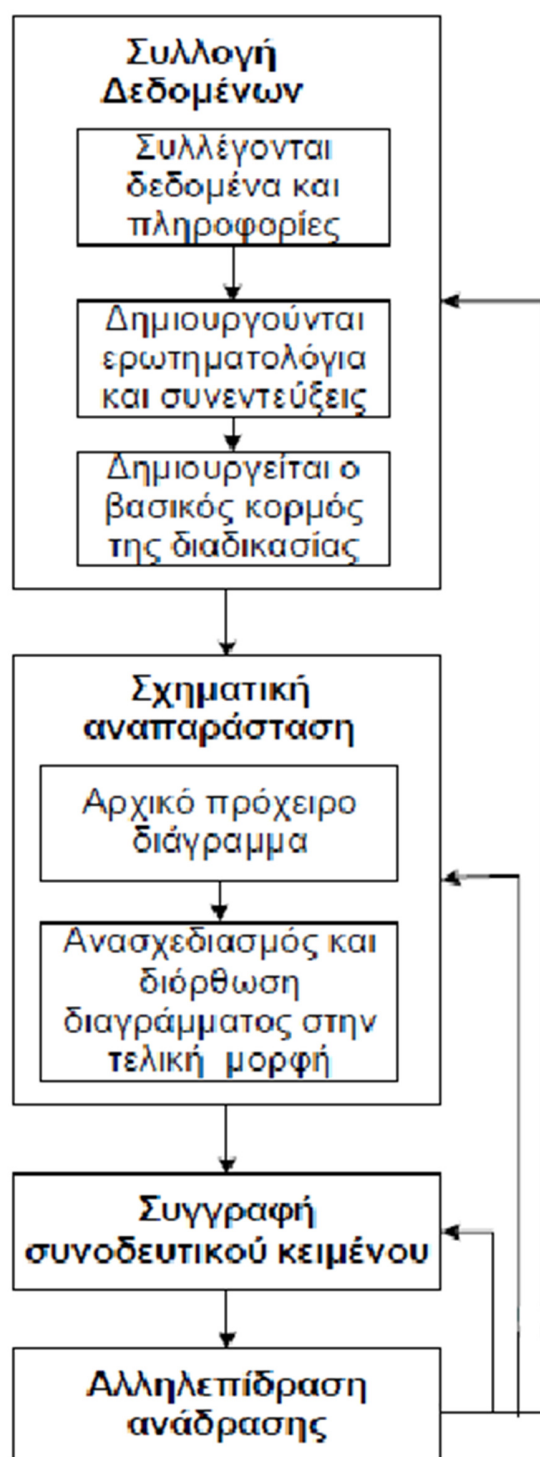 Συλλογή
Δεδομένων
Συλλέγονται
δεδομένα και
πληροφορίες
Δημιουργούνται
ερωτηματολόγια
και συνεντεύξεις
Δημιουργείται ο
βασικός κορμός
της διαδικασίας
Σχηματική
αναπαράσταση
Αρχικό πρόχειρο
διάγραμμα
Ανασχεδιασμός και
διόρθωση
διαγράμματος στην
τελική μορφή
Συγγραφή
συνοδευτικού κειμένου
Αλληλεπίδραση
ανάδρασης